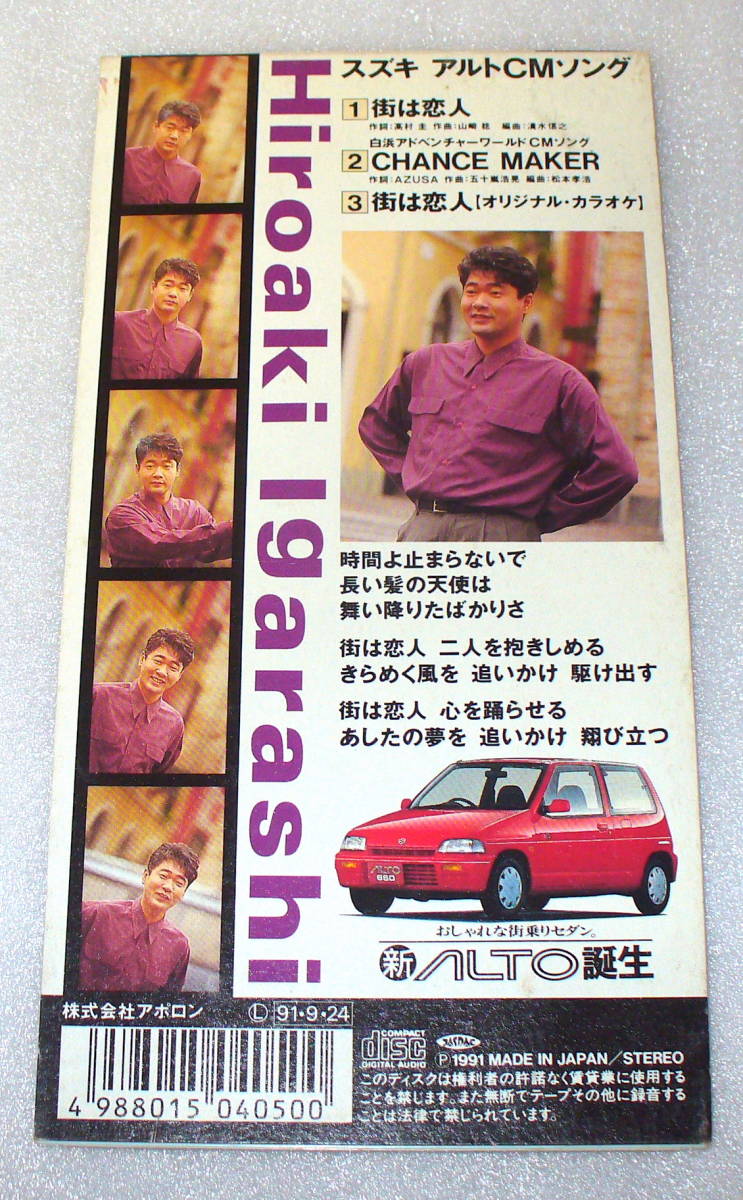 スズキ アルトCMソング
1 街は恋人
作詞：高村 圭 作曲：山崎 稔 編曲：清水信之
白浜アドベンチャーワールドCMソング
2 CHANCE MAKER
作詞：AZUSA 作曲：五十嵐浩晃 編曲：松本孝浩
3 街は恋人【オリジナル・カラオケ】
Hiroaki Igarashi
時間よ止まらないで
長い髪の天使は
舞い降りたばかりさ
街は恋人 二人を抱きしめる
きらめく風を 追いかけ 駆け出す
街は恋人 心を踊らせる
あしたの夢を 追いかけ 翔び立つ
ALTO
660
おしゃれな街乗りセダン。
新 ALTO 誕生
株式会社アポロン
Ⓛ 91・9・24
4 988015 040500
COMPACT
disc
DIGITAL AUDIO
Ⓟ1991 MADE IN JAPAN／STEREO
このディスクは権利者の許諾なく賃貸業に使用する
ことを禁じます。また無断でテープその他に録音する
ことは法律で禁じられています。